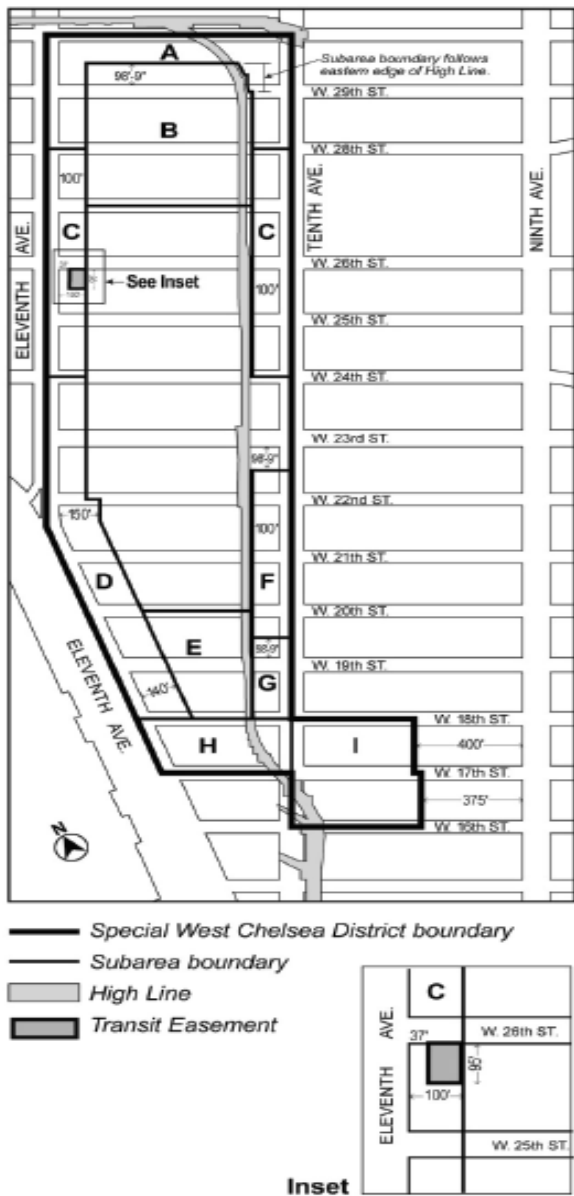 A
98'-9"
Subarea boundary follows
eastern edge of High Line.
W. 29th ST.
B
W. 28th ST.
100'
ELEVENTH AVE.
C
C
TENTH AVE.
NINTH AVE.
W. 26th ST.
See Inset
100'
W. 25th ST.
W. 24th ST.
W. 23rd ST.
98'-9"
W. 22nd ST.
150'
100'
W. 21th ST.
D
F
W. 20th ST.
E
98'-9"
W. 19th ST.
G
140'
ELEVENTH AVE.
W. 18th ST.
H
I
400'
W. 17th ST.
375'
W. 16th ST.
N
Special West Chelsea District boundary
Subarea boundary
High Line
Transit Easement
C
ELEVENTH AVE.
W. 26th ST.
37"
95'
100'
W. 25th ST.
Inset